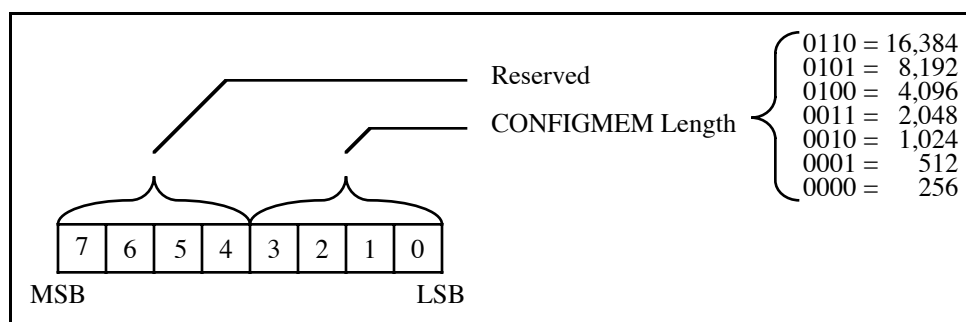 0110 = 16,384
0101 = 8,192
Reserved
0100 = 4,096
0011 = 2,048
CONFIGMEM Length
0010 = 1,024
0001 = 512
0000 = 256
7 6 5 4 3 2 1 0
MSB LSB